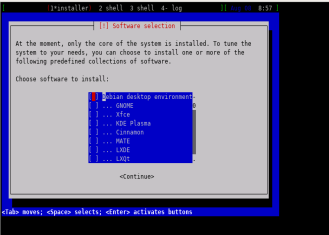 [ 1*installer 2 shell 3 shell 4- log ][ 8:57 ]
[!] Software selection
At the moment, only the core of the system is installed. To tune the
system to your needs, you can choose to install one or more of the
following predefined collections of software.
Choose software to install:
[ ] Debian desktop environment
[ ] ... GNOME
[ ] ... Xfce
[ ] ... KDE Plasma
[ ] ... Cinnamon
[ ] ... MATE
[ ] ... LXDE
[ ] ... LXQt
<Continue>
<Tab> moves; <Space> selects; <Enter> activates buttons